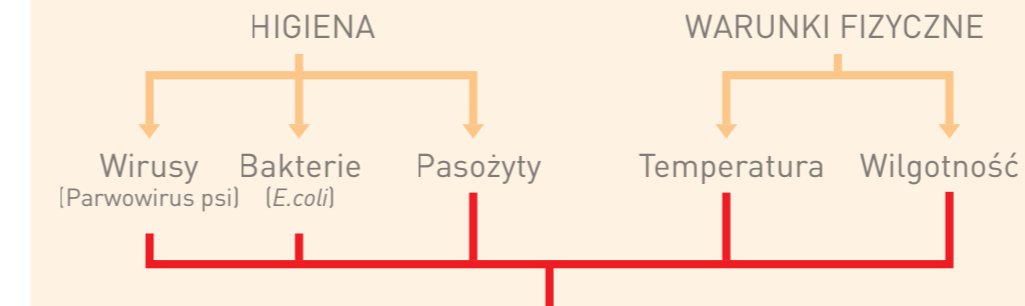 HIGIENA
WARUNKI FIZYCZNE
Wirusy
(Parwowirus psi)
Bakterie
(E.coli)
Pasożyty
Temperatura
Wilgotność